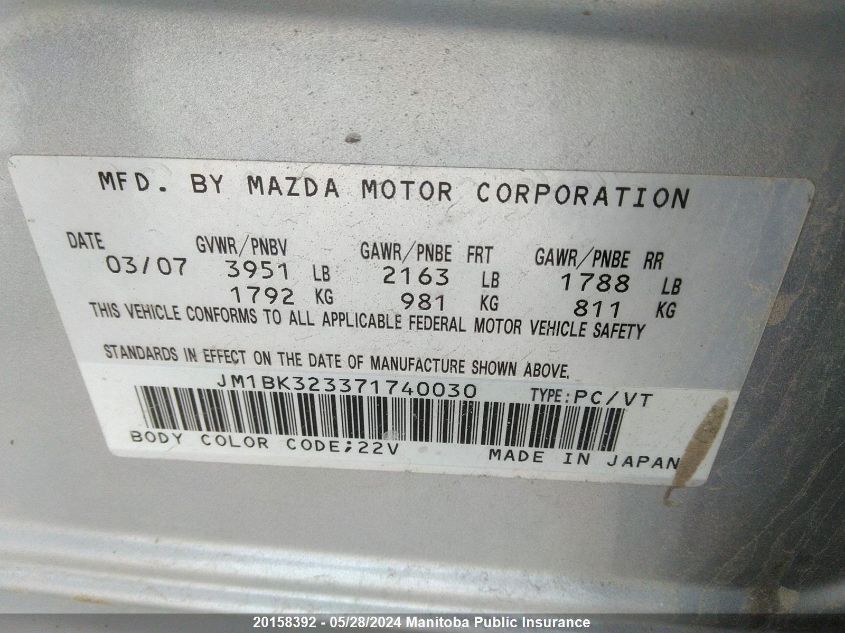 MFD. BY MAZDA MOTOR CORPORATION
DATE GVWR/PNBV GAWR/PNBE FRT GAWR/PNBE RR
03/07 3951 LB 2163 LB 1788 LB
1792 KG 981 KG 811 KG
THIS VEHICLE CONFORMS TO ALL APPLICABLE FEDERAL MOTOR VEHICLE SAFETY
STANDARDS IN EFFECT ON THE DATE OF MANUFACTURE SHOWN ABOVE.
JM1BK323371740030 TYPE:PC/VT
BODY COLOR CODE;22V MADE IN JAPAN
20158392 - 05/28/2024 Manitoba Public Insurance